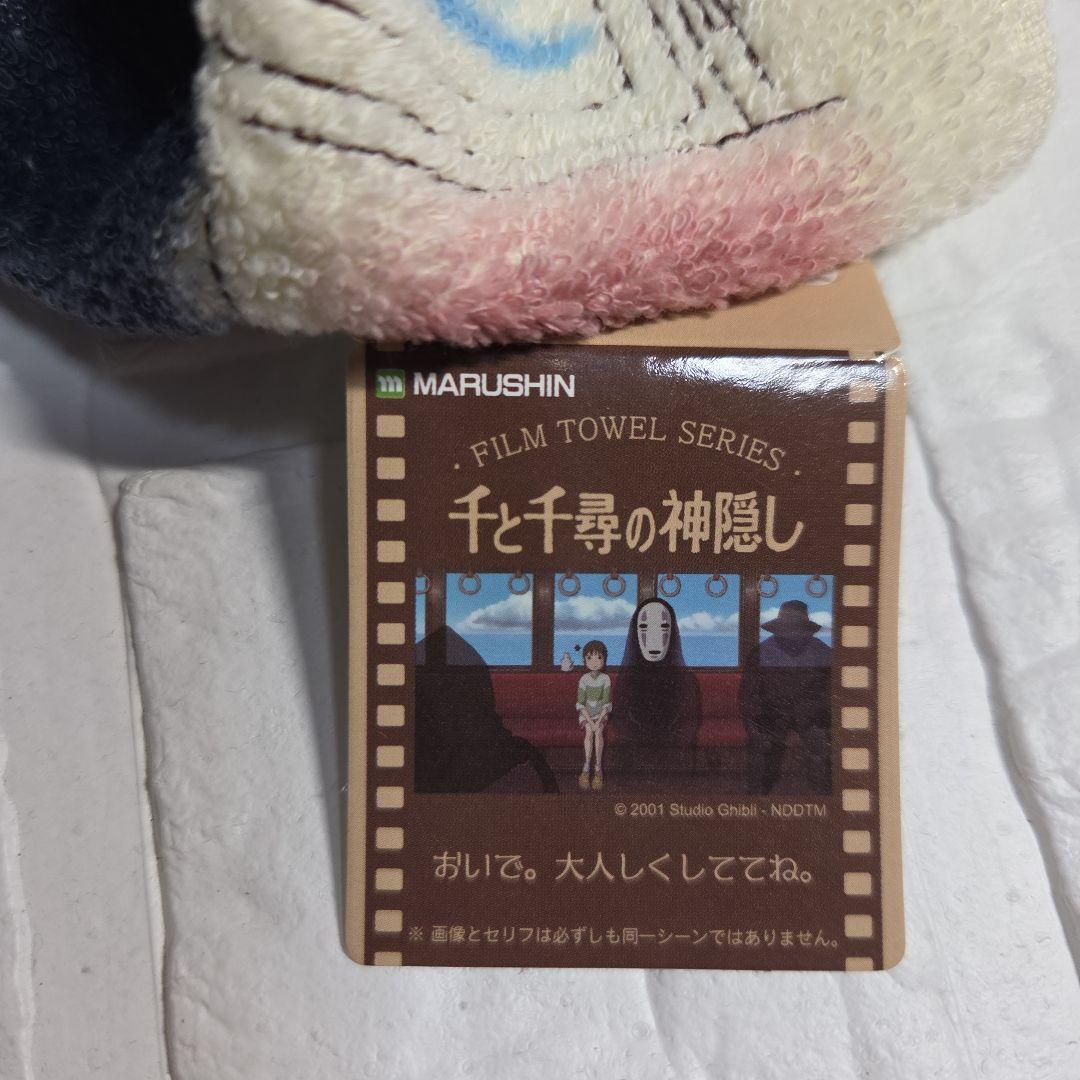 m MARUSHIN
· FILM TOWEL SERIES ·
千と千尋の神隠し
© 2001 Studio Ghibli - NDDTM
おいで。大人しくしててね。
※ 画像とセリフは必ずしも同一シーンではありません。